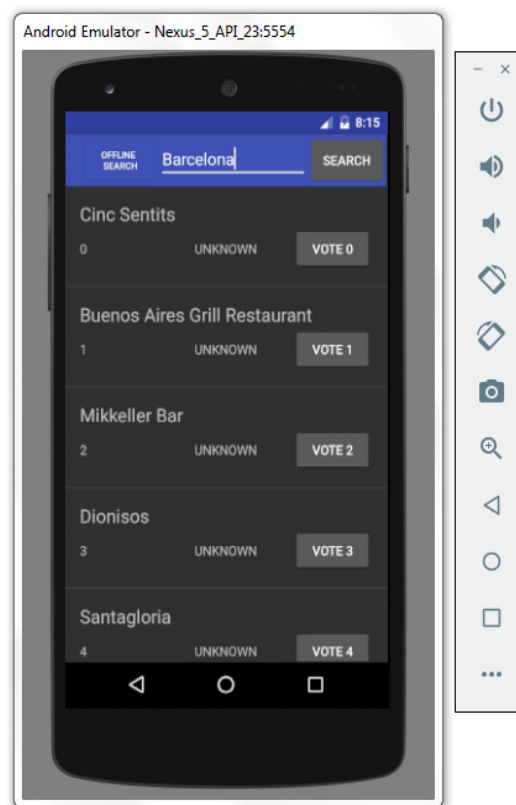 Android Emulator - Nexus_5_API_23:5554
8:15
OFFLINE
SEARCH
Barcelona
SEARCH
Cinc Sentits
0 UNKNOWN VOTE 0
Buenos Aires Grill Restaurant
1 UNKNOWN VOTE 1
Mikkeller Bar
2 UNKNOWN VOTE 2
Dionisos
3 UNKNOWN VOTE 3
Santagloria
4 UNKNOWN VOTE 4